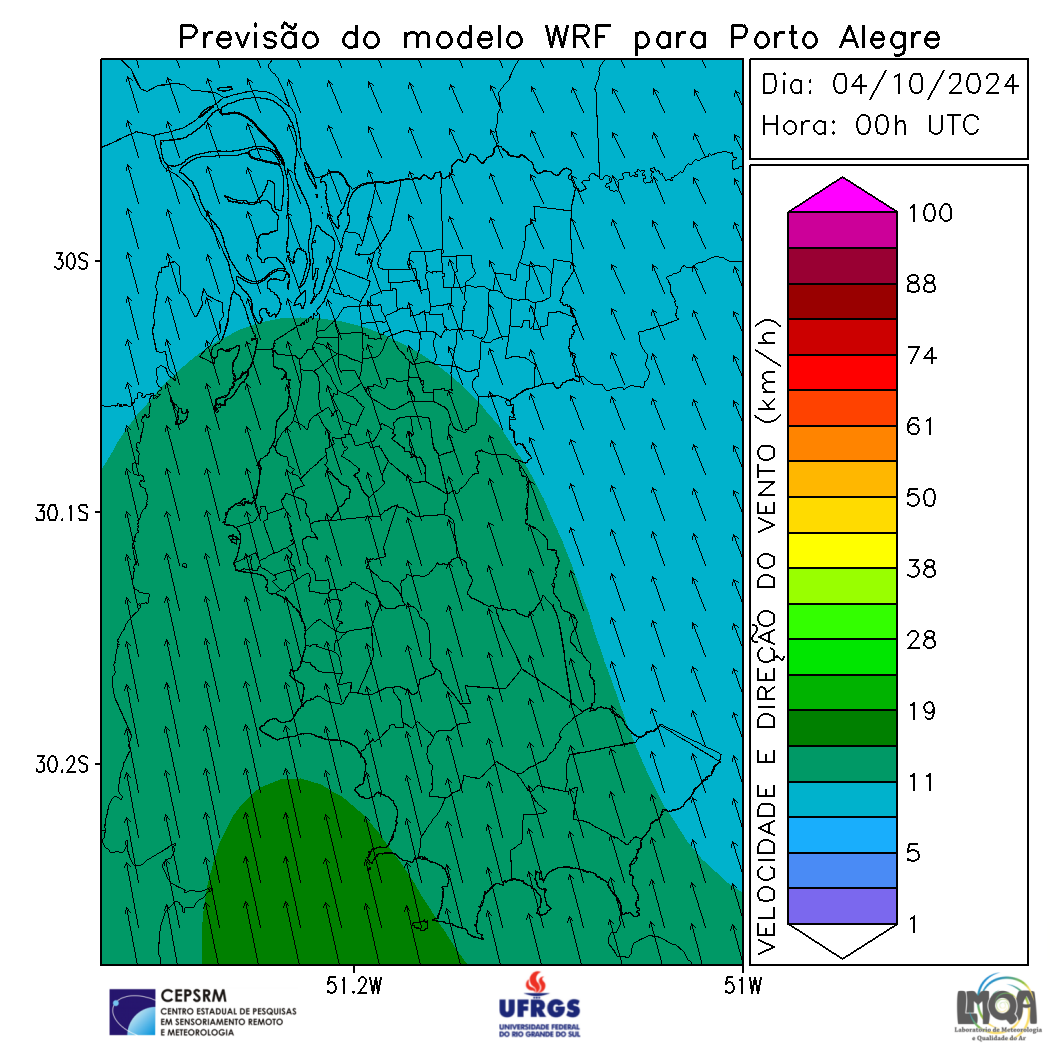 Previsão do modelo WRF para Porto Alegre
Dia: 04/10/2024
Hora: 00h UTC
30S
30.1S
30.2S
51.2W
51W
VELOCIDADE E DIREÇÃO DO VENTO (km/h)
100
88
74
61
50
38
28
19
11
5
1
CEPSRM
CENTRO ESTADUAL DE PESQUISAS
EM SENSORIAMENTO REMOTO
E METEOROLOGIA
UFRGS
UNIVERSIDADE FEDERAL
DO RIO GRANDE DO SUL
LMQA
Laboratório de Meteorologia
e Qualidade do Ar